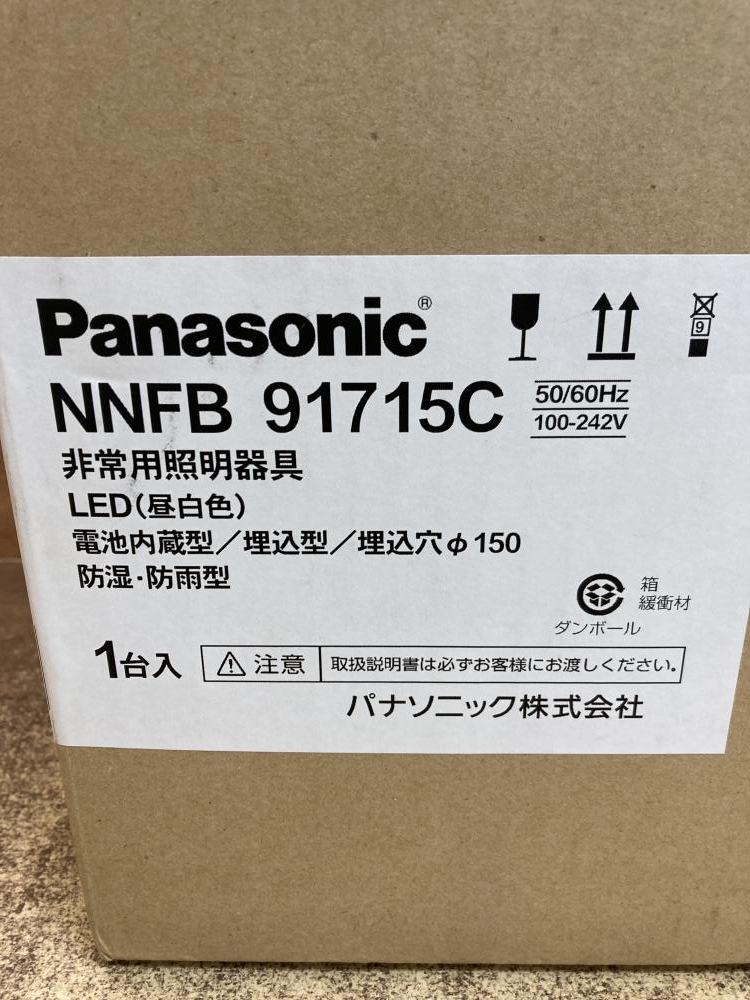 Panasonic®
NNFB 91715C
50/60Hz
100-242V
9
非常用照明器具
LED(昼白色)
電池内蔵型/埋込型/埋込穴φ150
防湿・防雨型
箱
緩衝材
ダンボール
1台入
注意
取扱説明書は必ずお客様にお渡しください。
パナソニック株式会社